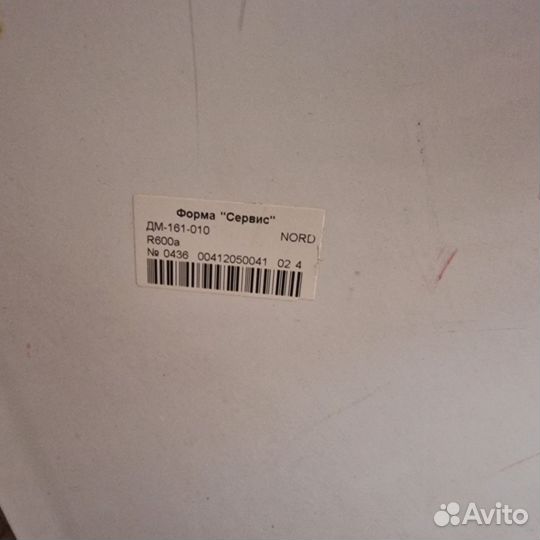 Форма "Сервис"
ДМ-161-010 NORD
R600a
№ 0436 00412050041 02 4
Avito